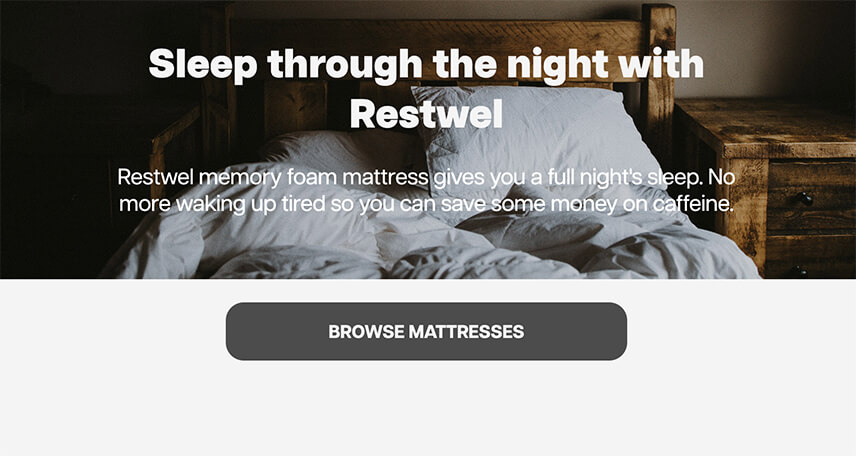 Sleep through the night with
Restwel
Restwel memory foam mattress gives you a full night's sleep. No
more waking up tired so you can save some money on caffeine.
BROWSE MATTRESSES